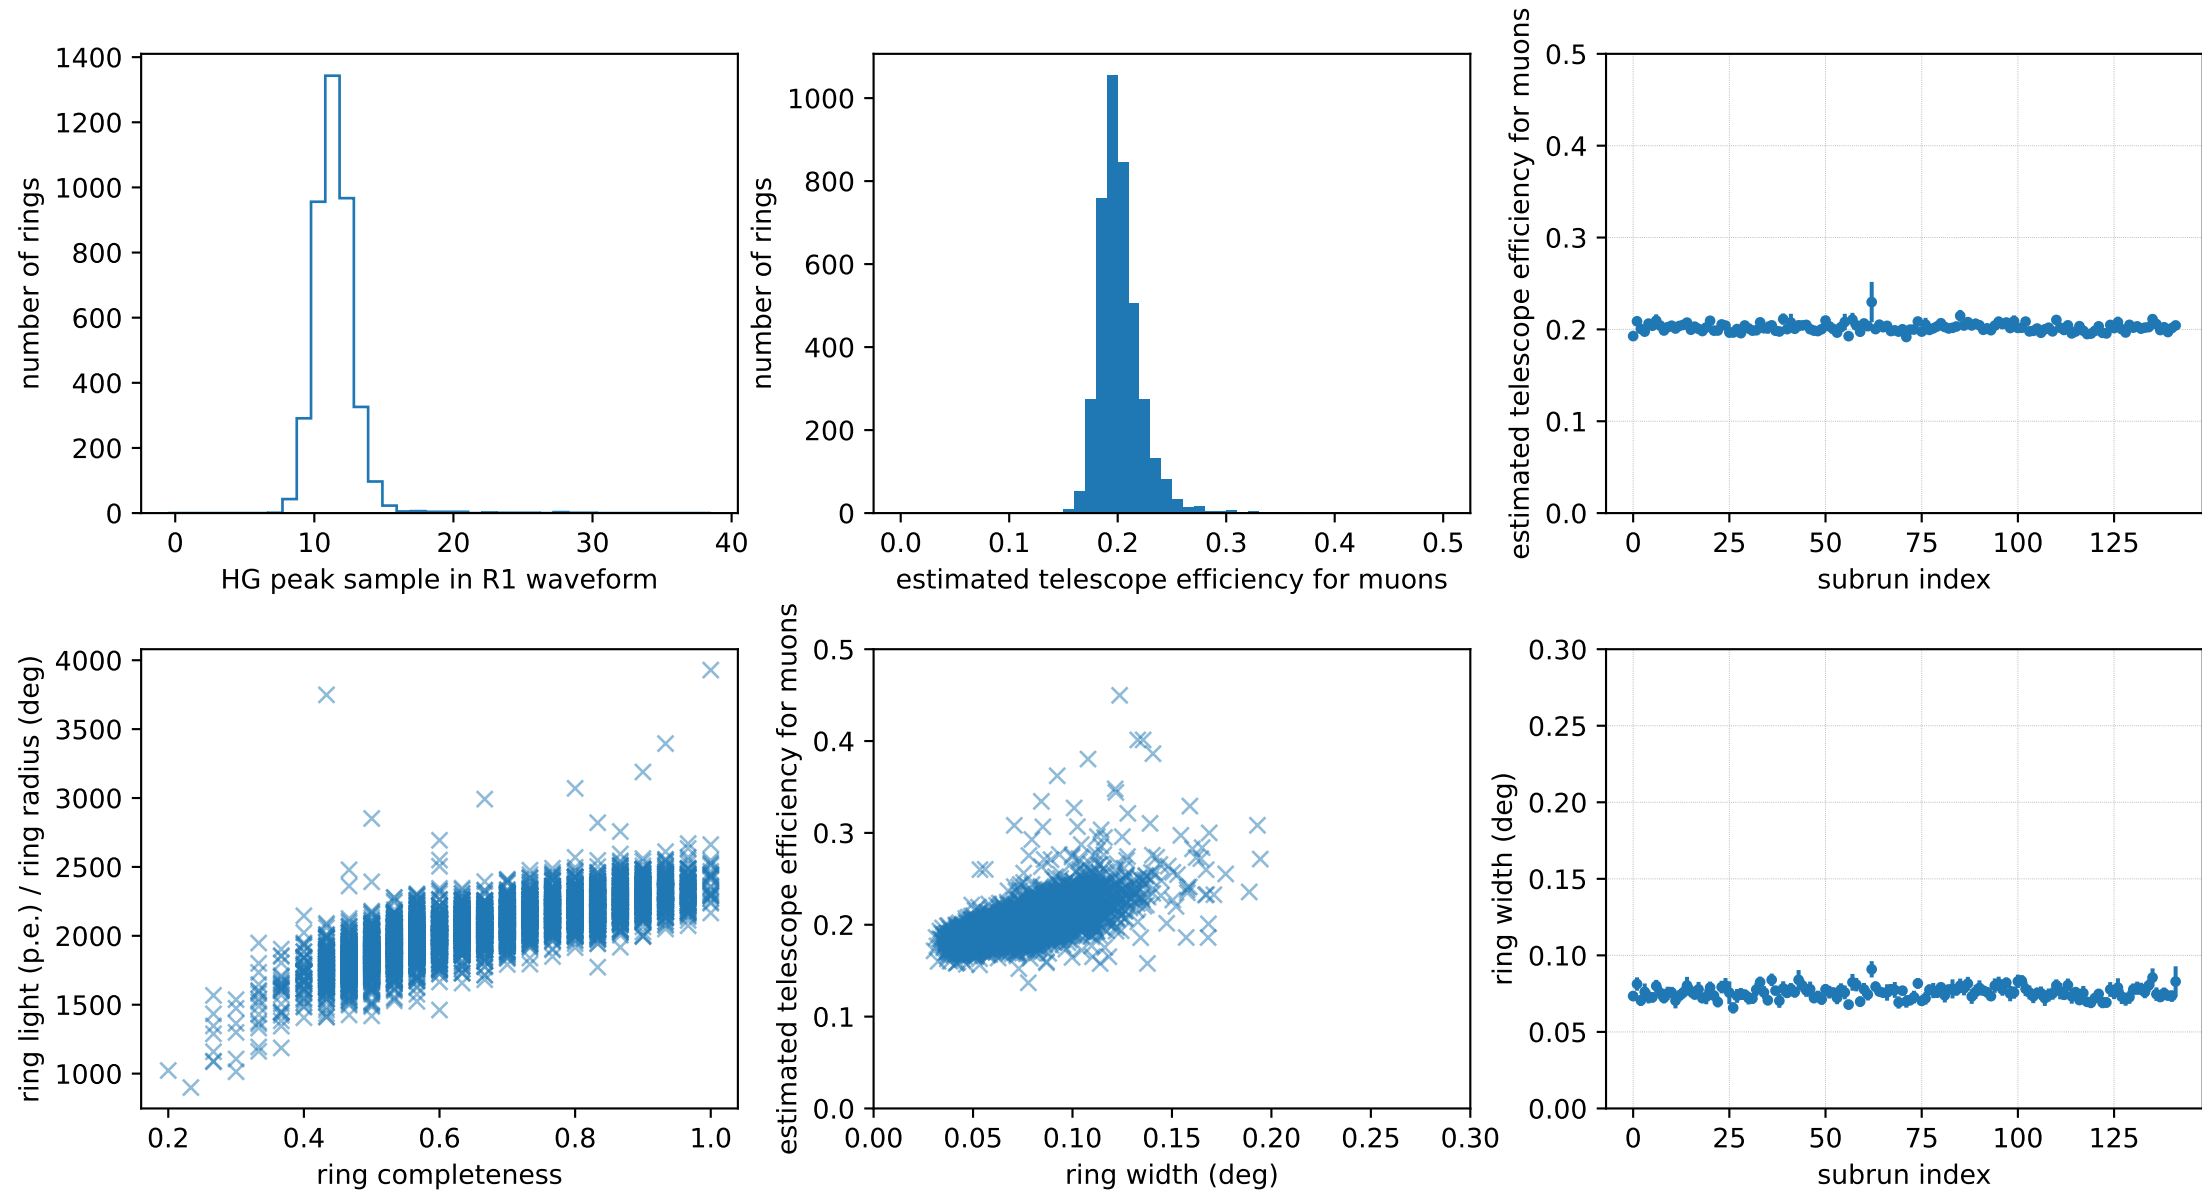 number of rings
1400
1200
1000
800
600
400
200
0
0 10 20 30 40
HG peak sample in R1 waveform
number of rings
1000
800
600
400
200
0
0.0 0.1 0.2 0.3 0.4 0.5
estimated telescope efficiency for muons
estimated telescope efficiency for muons
0.5
0.4
0.3
0.2
0.1
0.0
0 25 50 75 100 125
subrun index
ring light (p.e.) / ring radius (deg)
4000
3500
3000
2500
2000
1500
1000
0.2 0.4 0.6 0.8 1.0
ring completeness
estimated telescope efficiency for muons
0.5
0.4
0.3
0.2
0.1
0.0
0.00 0.05 0.10 0.15 0.20 0.25 0.30
ring width (deg)
ring width (deg)
0.30
0.25
0.20
0.15
0.10
0.05
0.00
0 25 50 75 100 125
subrun index